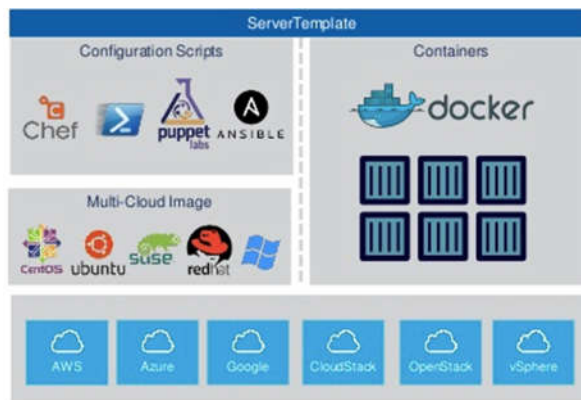 ServerTemplate
Configuration Scripts
Chef
puppet
labs
ANSIBLE
Multi-Cloud Image
CentOS
ubuntu
suse
redhat
Containers
docker
AWS
Azure
Google
CloudStack
OpenStack
vSphere